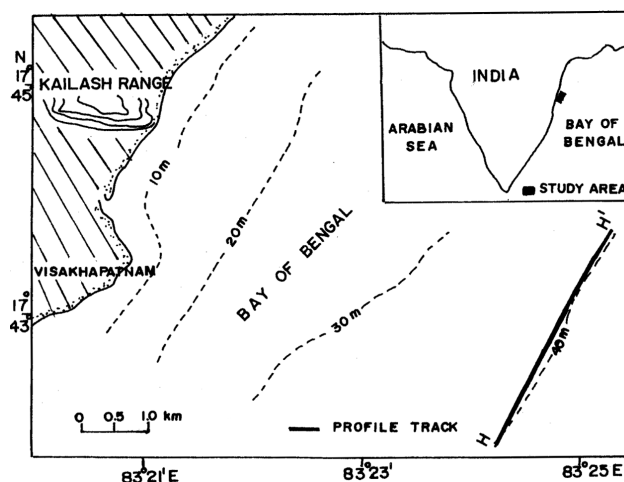 N
17°
45'
KAILASH RANGE
10m
20m
BAY OF BENGAL
30m
40m
H'
H
VISAKHAPATNAM
17°
43'
0 0.5 1.0 km
PROFILE TRACK
83°21'E
83°23'
83°25'E
INDIA
ARABIAN
SEA
BAY OF
BENGAL
STUDY AREA